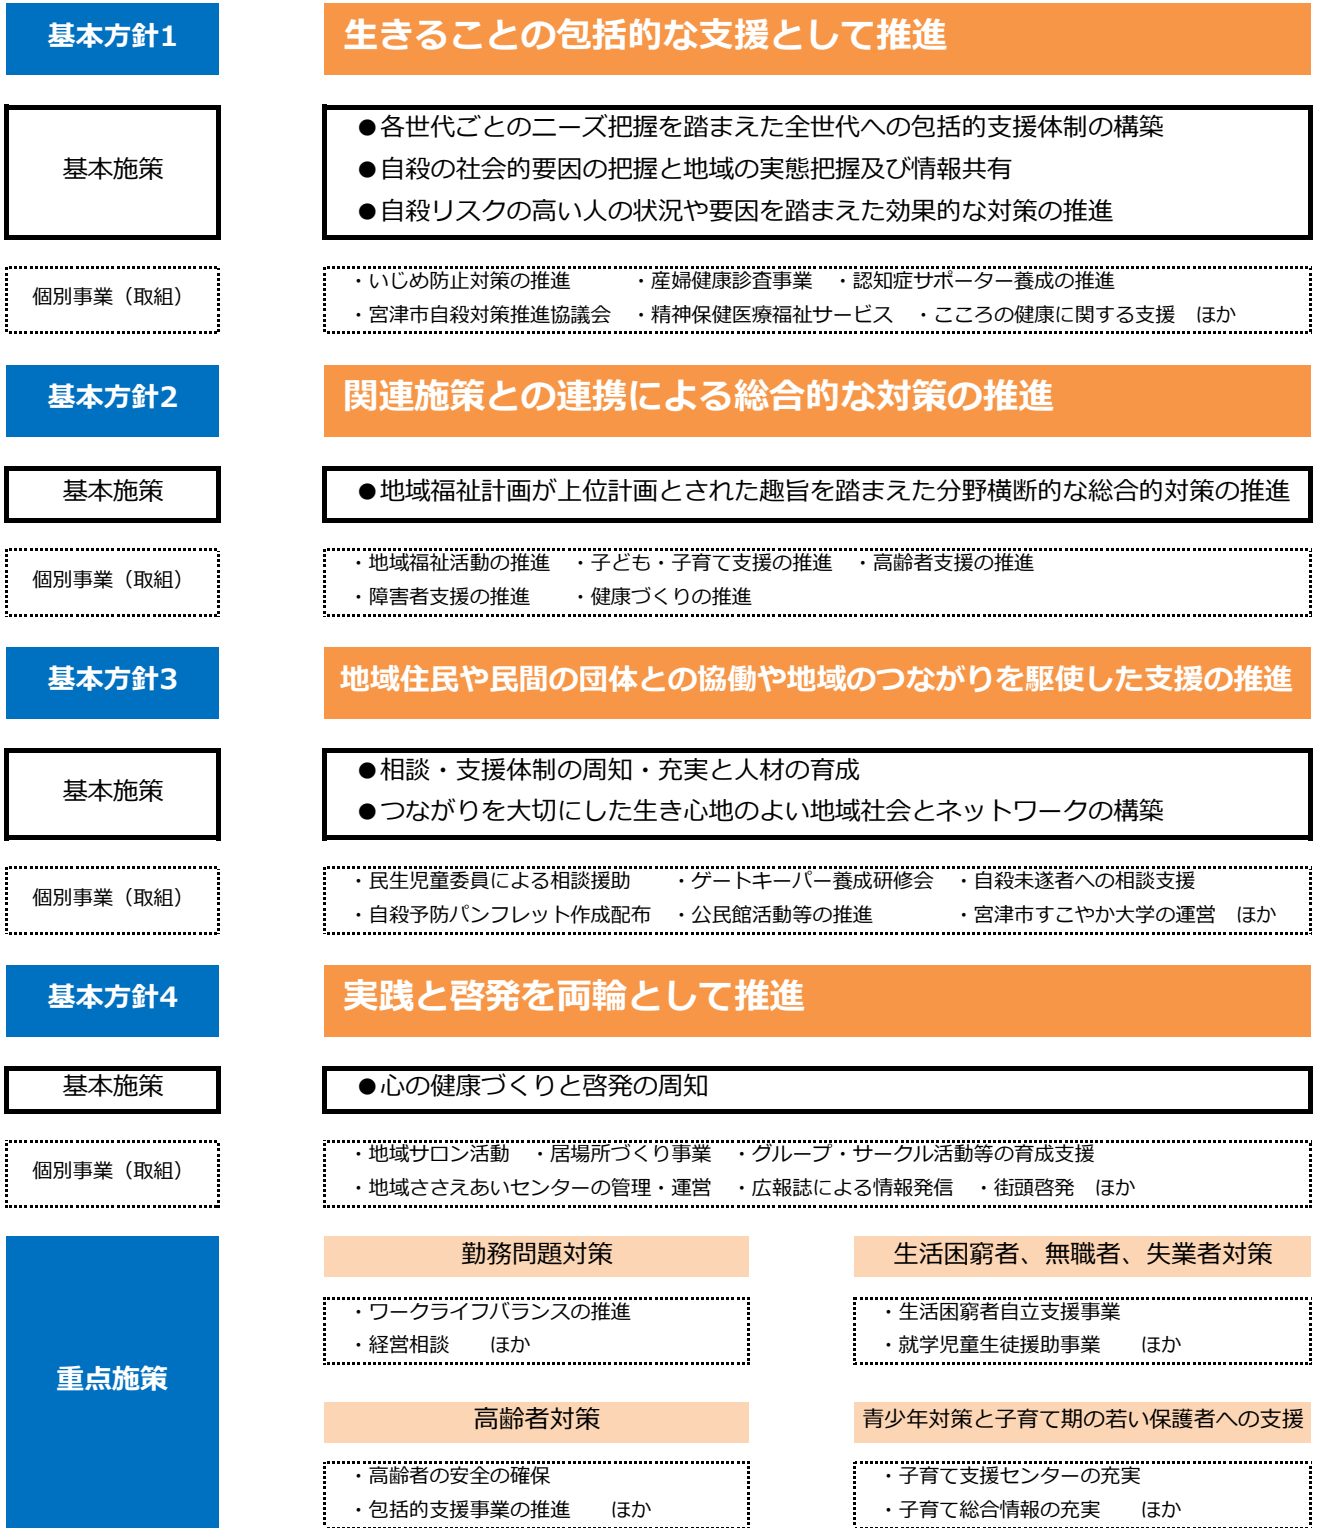 基本方針1
生きることの包括的な支援として推進
基本施策
●各世代ごとのニーズ把握を踏まえた全世代への包括的支援体制の構築
●自殺の社会的要因の把握と地域の実態把握及び情報共有
●自殺リスクの高い人の状況や要因を踏まえた効果的な対策の推進
個別事業（取組）
・いじめ防止対策の推進　　　・産婦健康診査事業　・認知症サポーター養成の推進
・宮津市自殺対策推進協議会　・精神保健医療福祉サービス　・こころの健康に関する支援　ほか
基本方針2
関連施策との連携による総合的な対策の推進
基本施策
●地域福祉計画が上位計画とされた趣旨を踏まえた分野横断的な総合的対策の推進
個別事業（取組）
・地域福祉活動の推進　・子ども・子育て支援の推進　・高齢者支援の推進
・障害者支援の推進　　・健康づくりの推進
基本方針3
地域住民や民間の団体との協働や地域のつながりを駆使した支援の推進
基本施策
●相談・支援体制の周知・充実と人材の育成
●つながりを大切にした生き心地のよい地域社会とネットワークの構築
個別事業（取組）
・民生児童委員による相談援助　　・ゲートキーパー養成研修会　・自殺未遂者への相談支援
・自殺予防パンフレット作成配布　・公民館活動等の推進　　　　・宮津市すこやか大学の運営　ほか
基本方針4
実践と啓発を両輪として推進
基本施策
●心の健康づくりと啓発の周知
個別事業（取組）
・地域サロン活動　・居場所づくり事業　・グループ・サークル活動等の育成支援
・地域ささえあいセンターの管理・運営　・広報誌による情報発信　・街頭啓発　ほか
重点施策
勤務問題対策
・ワークライフバランスの推進
・経営相談　　ほか
生活困窮者、無職者、失業者対策
・生活困窮者自立支援事業
・就学児童生徒援助事業　　ほか
高齢者対策
・高齢者の安全の確保
・包括的支援事業の推進　　ほか
青少年対策と子育て期の若い保護者への支援
・子育て支援センターの充実
・子育て総合情報の充実　　ほか